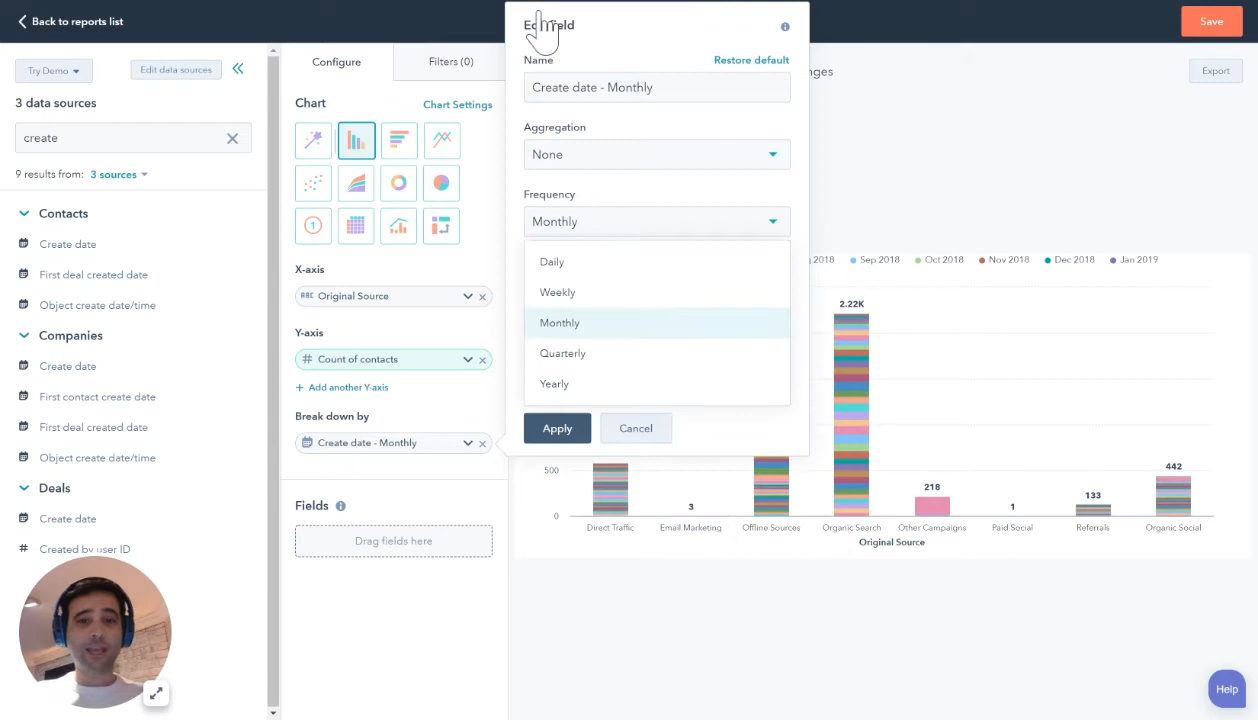 Back to reports list
Save
Try Demo
Edit data sources
3 data sources
create
9 results from: 3 sources
Contacts
Create date
First deal created date
Object create date/time
Companies
Create date
First contact create date
First deal created date
Object create date/time
Deals
Create date
Created by user ID
Configure
Filters (0)
Chart
Chart Settings
1
X-axis
ABC Original Source
Y-axis
# Count of contacts
+ Add another Y-axis
Break down by
Create date - Monthly
Fields
Drag fields here
Name
Restore default
Create date - Monthly
Aggregation
None
Frequency
Monthly
Daily
Weekly
Monthly
Quarterly
Yearly
Apply
Cancel
Export
2018 Sep 2018 Oct 2018 Nov 2018 Dec 2018 Jan 2019
2.22K
500
0
3
218
1
133
442
Direct Traffic Email Marketing Offline Sources Organic Search Other Campaigns Paid Social Referrals Organic Social
Original Source
Help